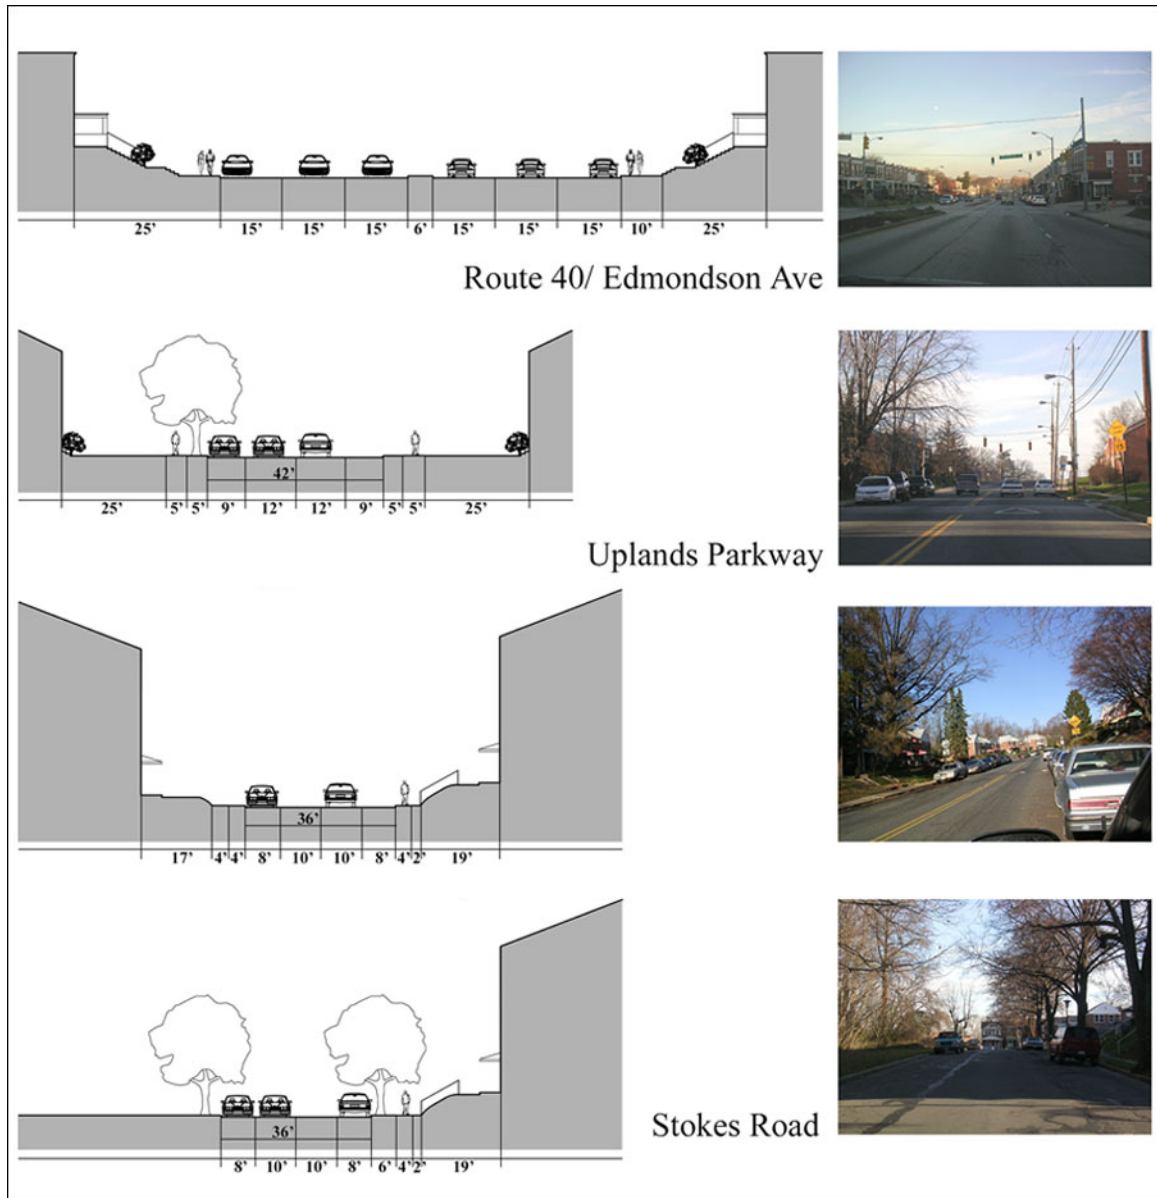 25' 15' 15' 15' 6' 15' 15' 15' 10' 25'
Route 40/ Edmondson Ave
42'
25' 5' 5' 9' 12' 12' 9' 5' 5' 25'
Uplands Parkway
36'
17' 4' 4' 8' 10' 10' 8' 4' 2' 19'
Stokes Road
36'
8' 10' 10' 8' 6' 4' 2' 19'